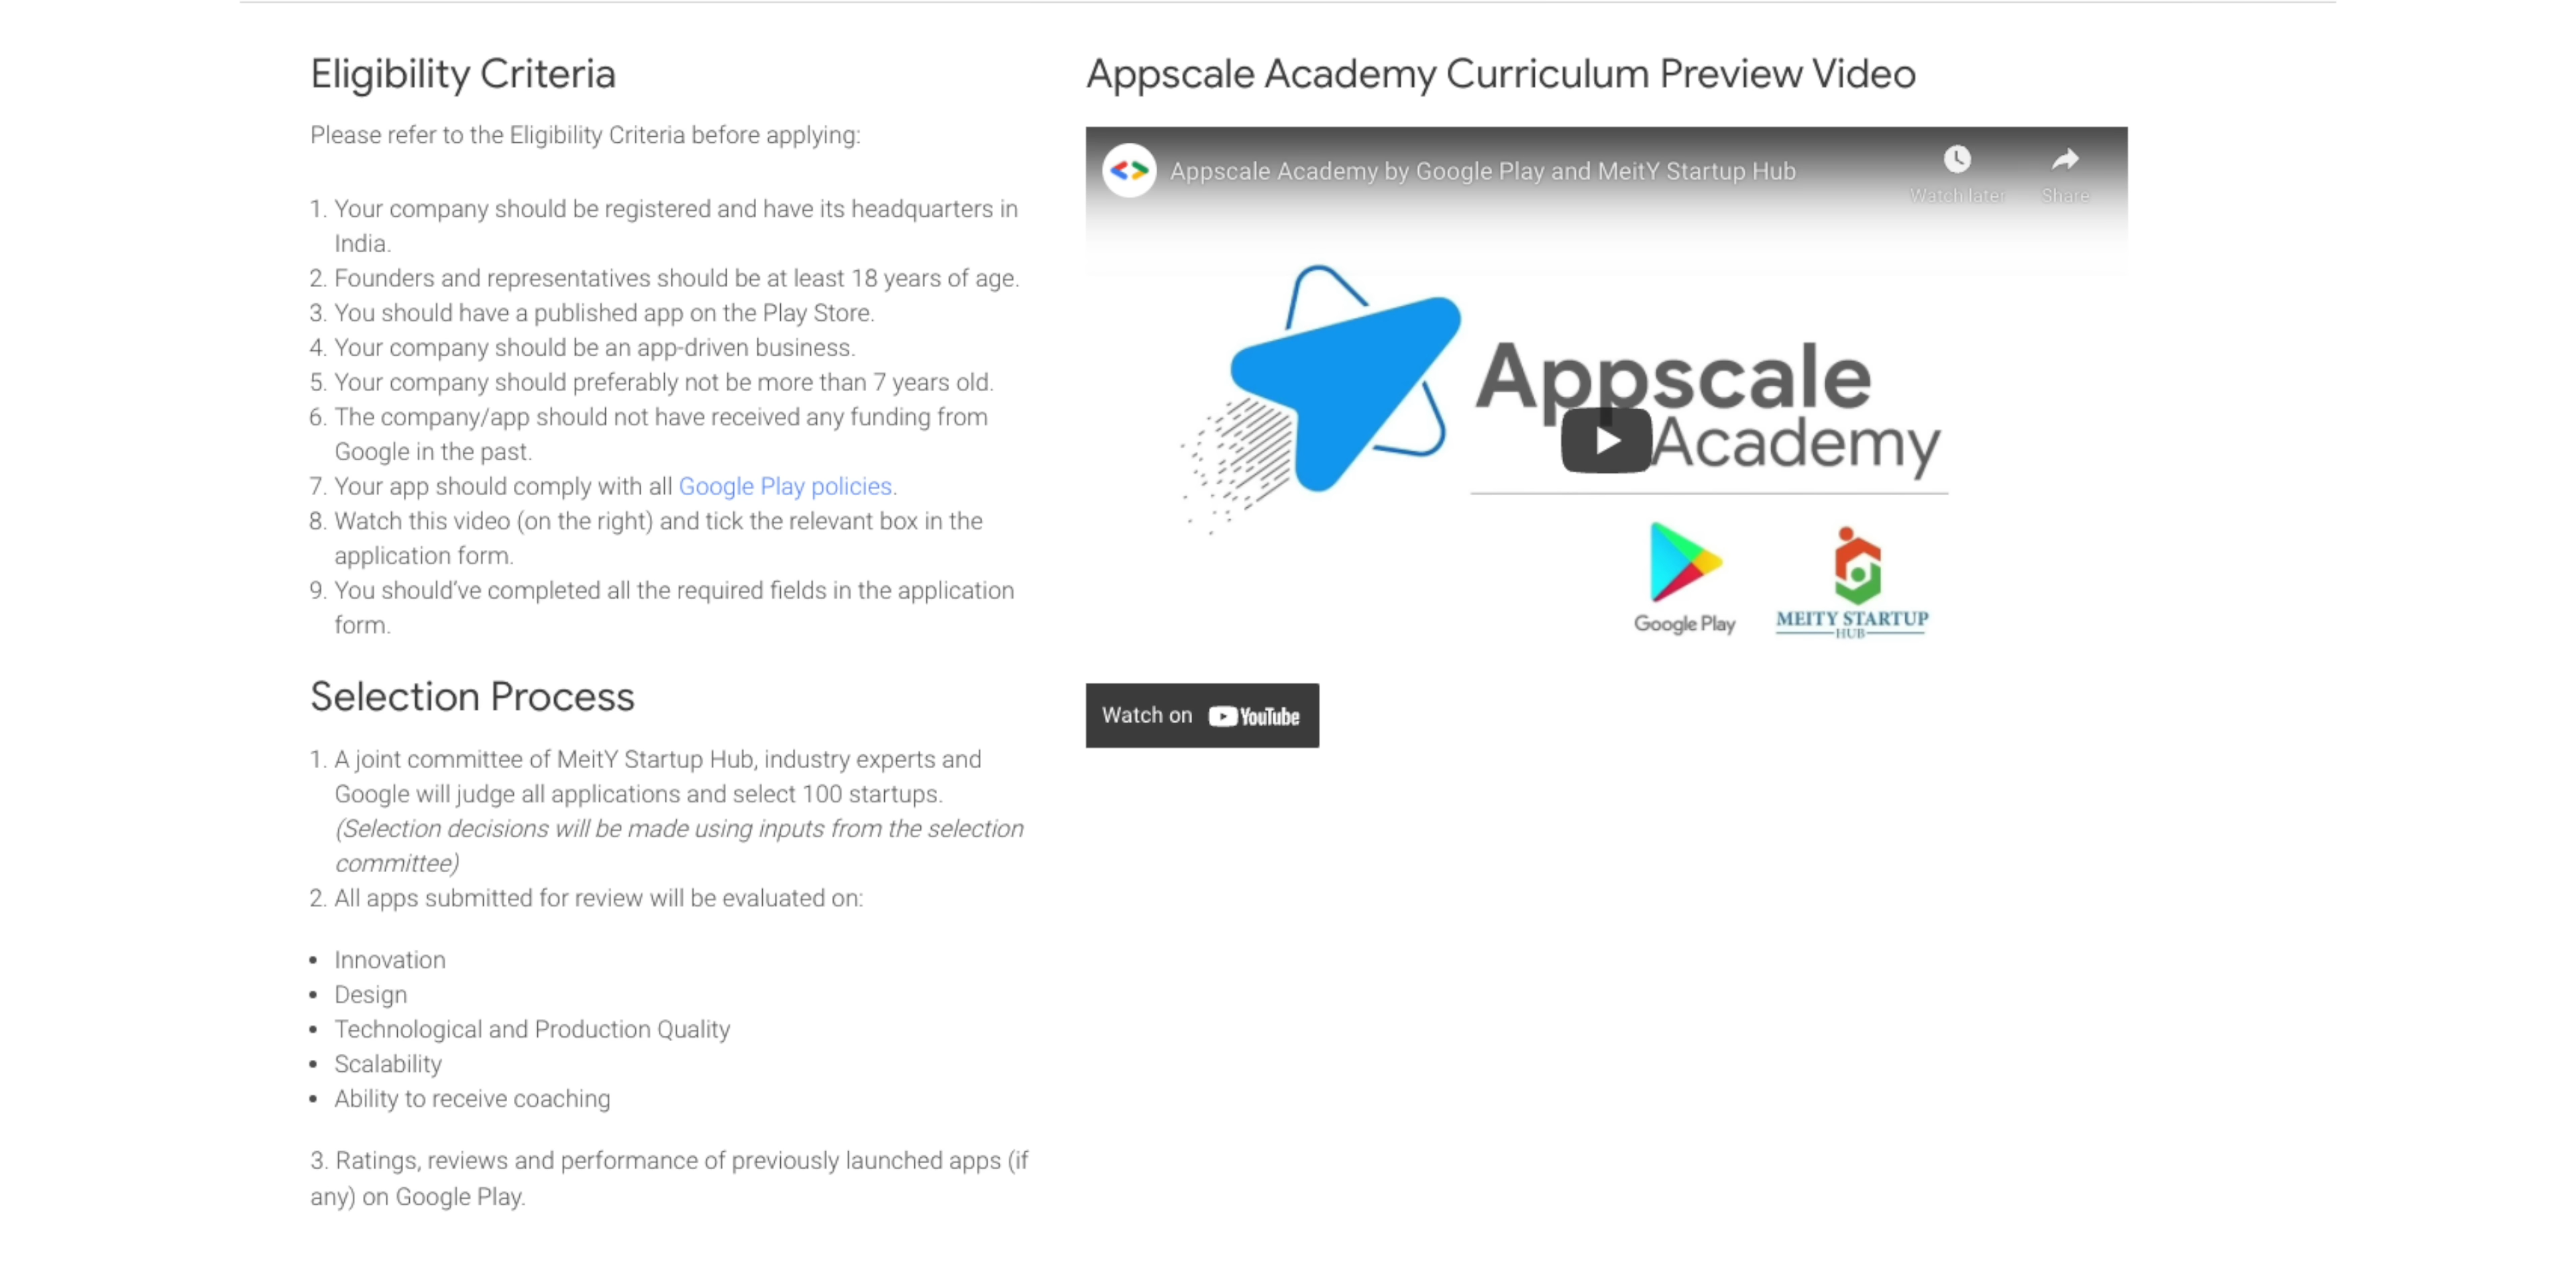 Eligibility Criteria
Please refer to the Eligibility Criteria before applying:
1. Your company should be registered and have its headquarters in
India.
2. Founders and representatives should be at least 18 years of age.
3. You should have a published app on the Play Store.
4. Your company should be an app-driven business.
5. Your company should preferably not be more than 7 years old.
6. The company/app should not have received any funding from
Google in the past.
7. Your app should comply with all Google Play policies.
8. Watch this video (on the right) and tick the relevant box in the
application form.
9. You should’ve completed all the required fields in the application
form.
Selection Process
1. A joint committee of MeitY Startup Hub, industry experts and
Google will judge all applications and select 100 startups.
(Selection decisions will be made using inputs from the selection
committee)
2. All apps submitted for review will be evaluated on:
• Innovation
• Design
• Technological and Production Quality
• Scalability
• Ability to receive coaching
3. Ratings, reviews and performance of previously launched apps (if
any) on Google Play.
Appscale Academy Curriculum Preview Video
Appscale Academy by Google Play and MeitY Startup Hub
Watch later
Share
Appscale
Academy
Google Play
MEITY STARTUP
HUB
Watch on YouTube